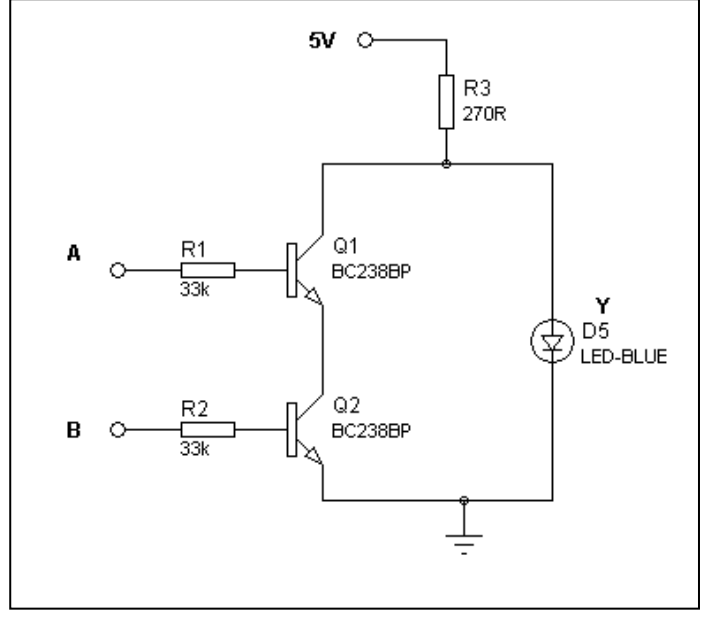 5V
R3
270R
A
R1
33k
Q1
BC238BP
Y
D5
LED-BLUE
B
R2
33k
Q2
BC238BP